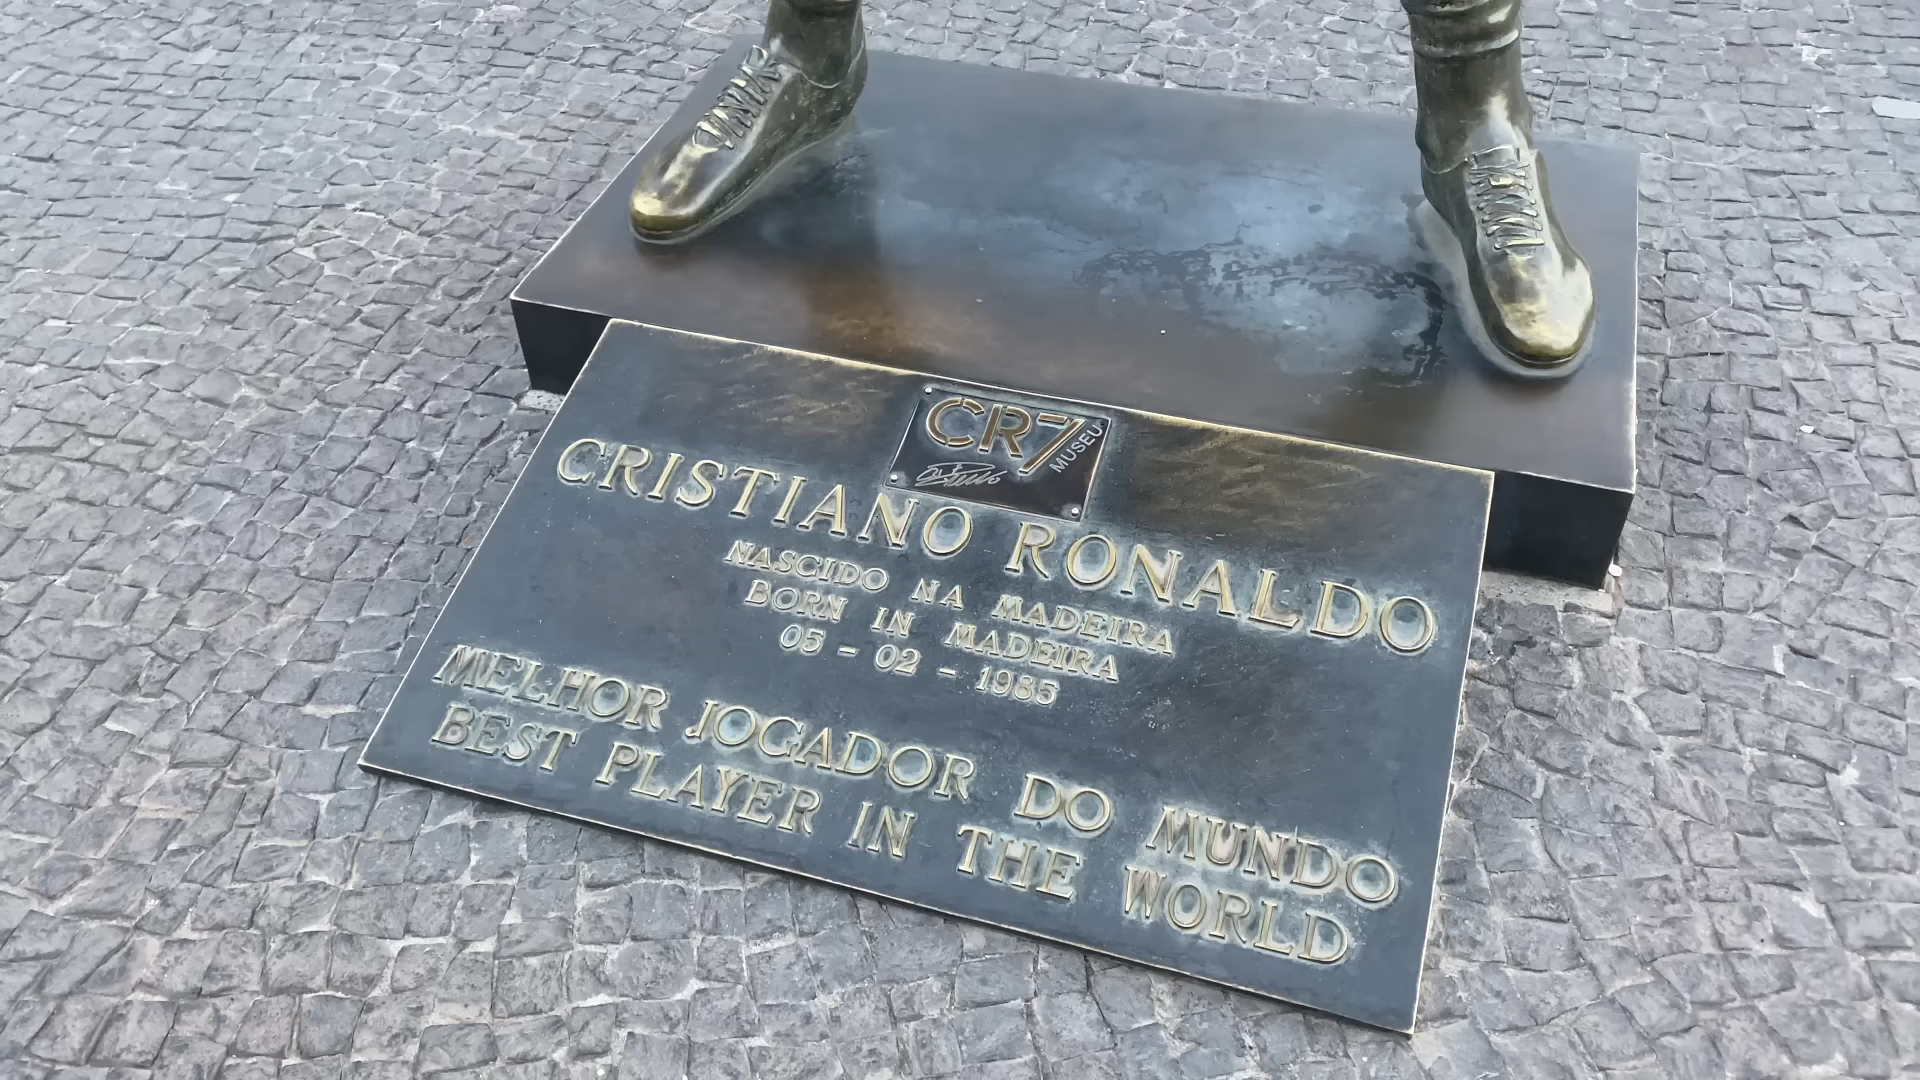 CR7
MUSEU
CRISTIANO RONALDO
NASCIDO NA MADEIRA
BORN IN MADEIRA
05 - 02 - 1985
MELHOR JOGADOR DO MUNDO
BEST PLAYER IN THE WORLD